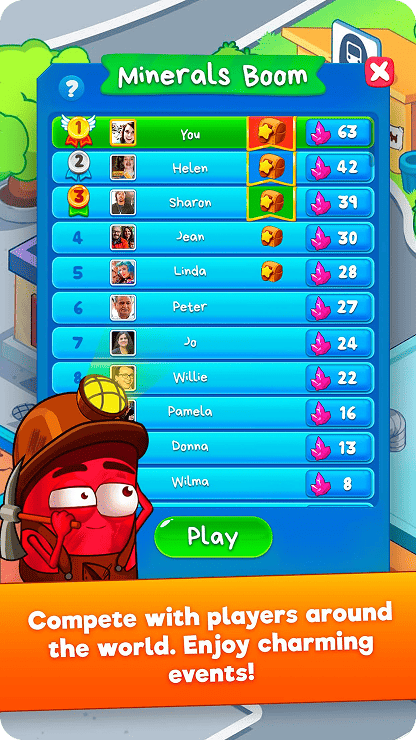 Minerals Boom
?
1 You 63
2 Helen 42
3 Sharon 39
4 Jean 30
5 Linda 28
6 Peter 27
7 Jo 24
8 Willie 22
Pamela 16
Donna 13
Wilma 8
Play
Compete with players around
the world. Enjoy charming
events!